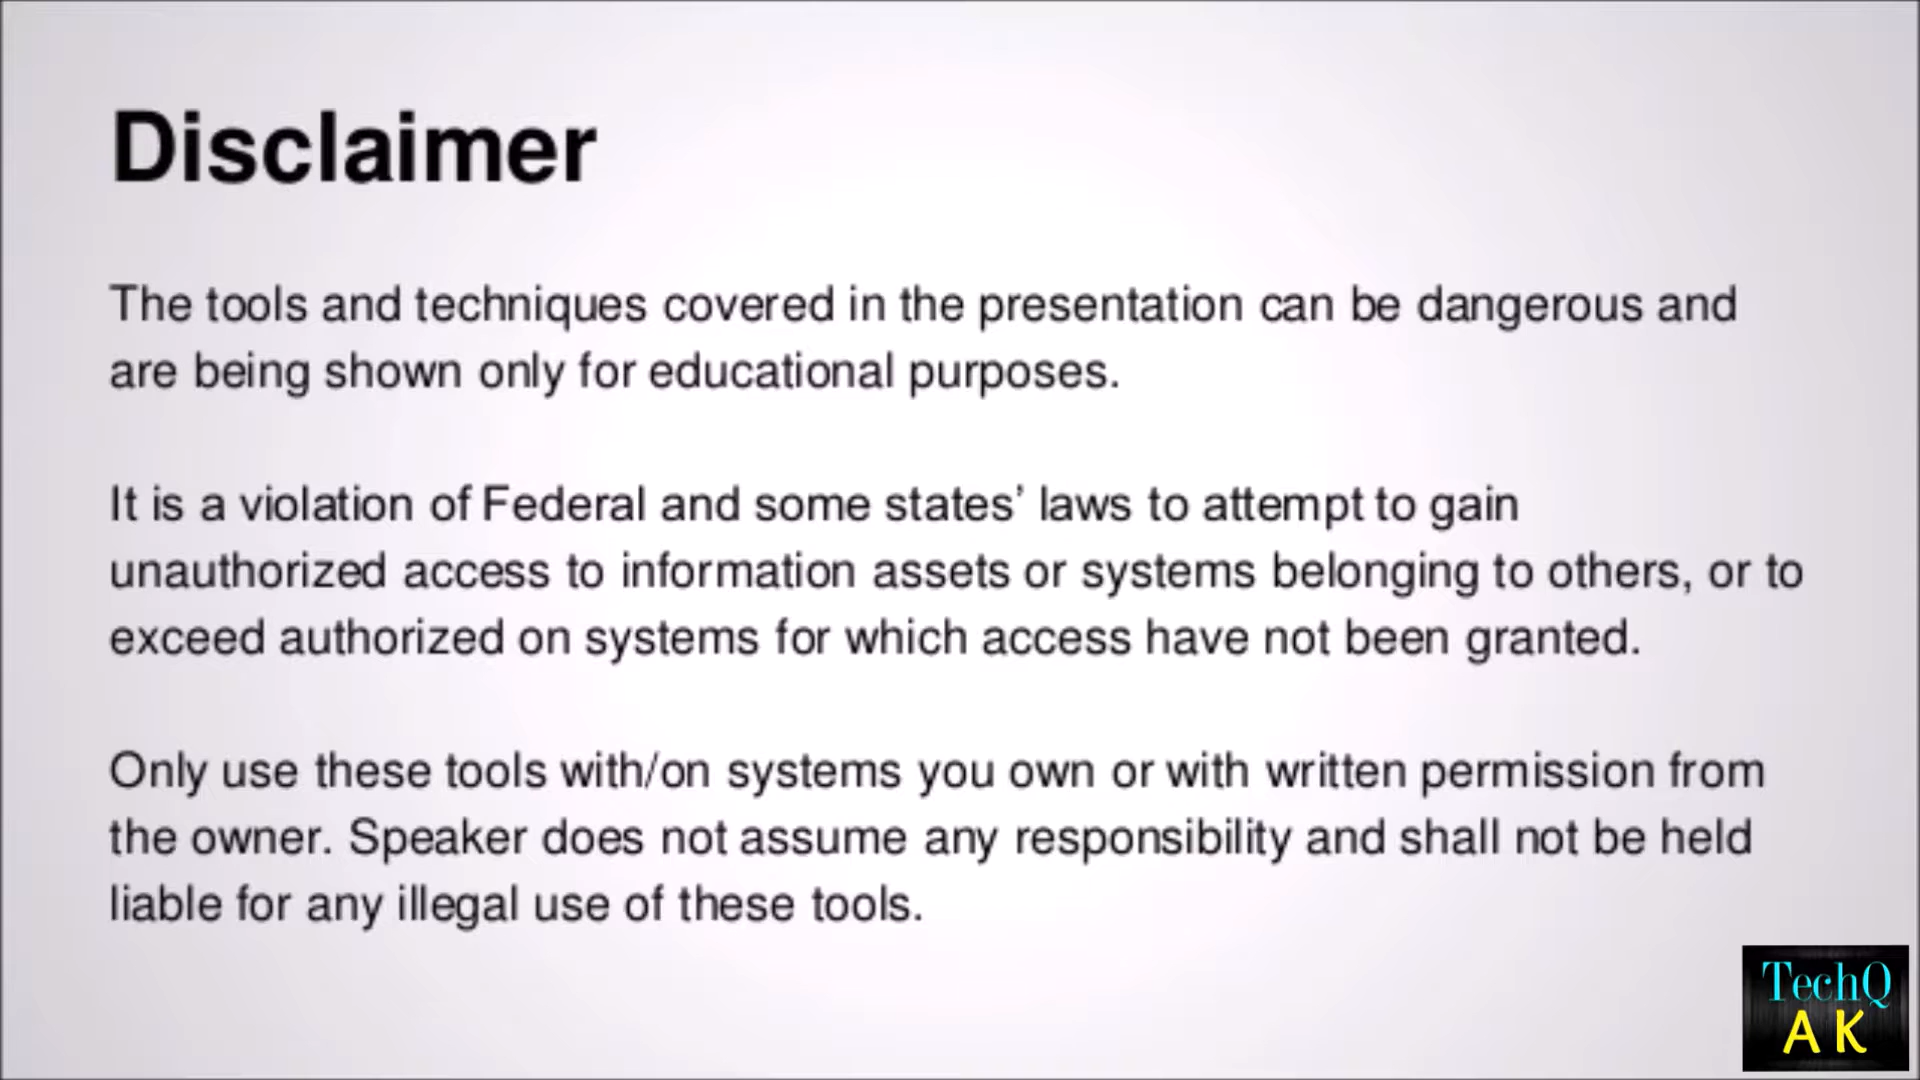 Disclaimer
The tools and techniques covered in the presentation can be dangerous and
are being shown only for educational purposes.
It is a violation of Federal and some states’ laws to attempt to gain
unauthorized access to information assets or systems belonging to others, or to
exceed authorized on systems for which access have not been granted.
Only use these tools with/on systems you own or with written permission from
the owner. Speaker does not assume any responsibility and shall not be held
liable for any illegal use of these tools.
TechQ
AK